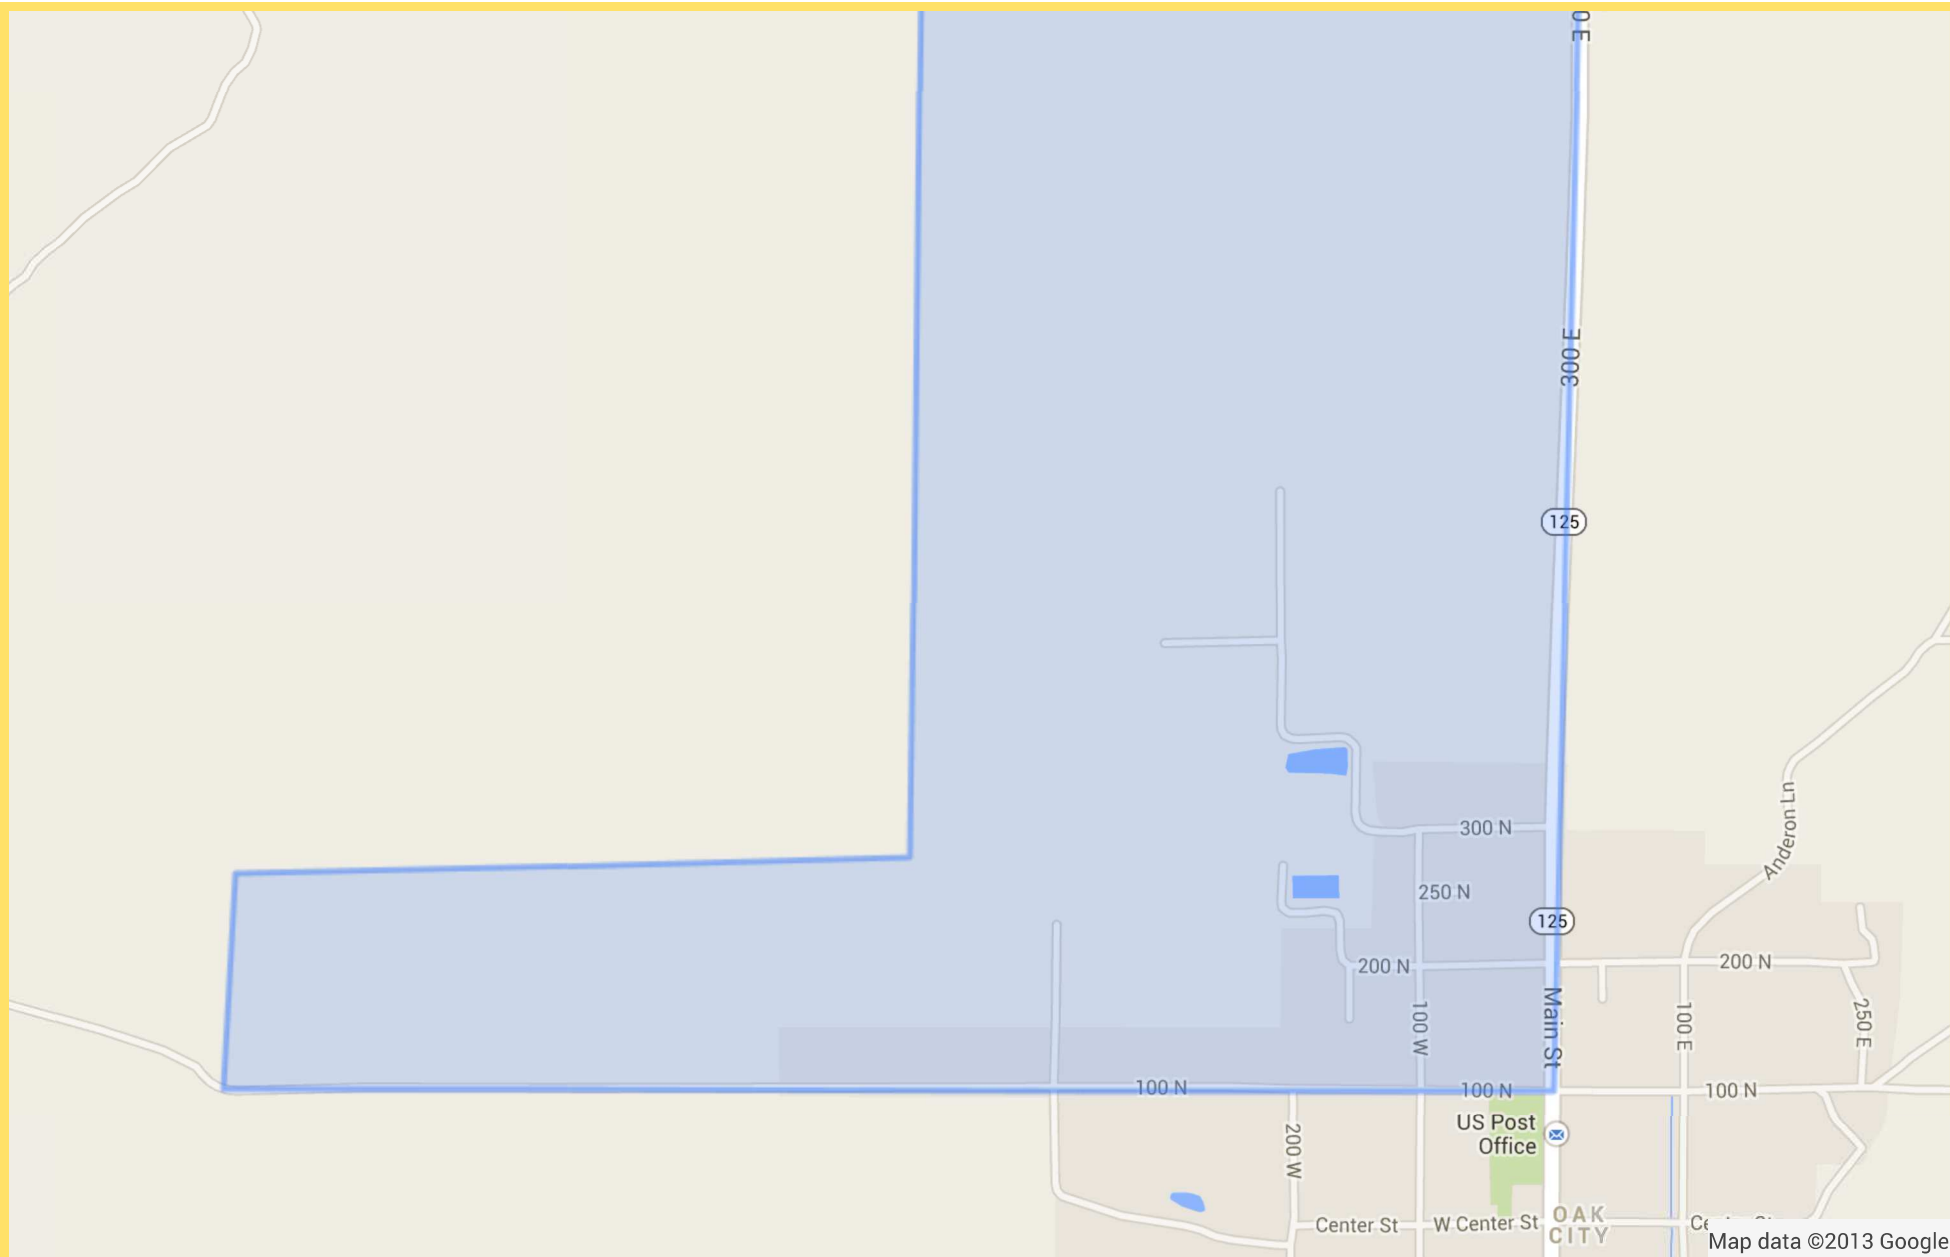 0 E
300 E
125
300 N
250 N
125
Anderon Ln
200 N
200 N
Main St
100 W
100 E
250 E
100 N
100 N
100 N
US Post
Office
200 W
Center St
W Center St
OAK
CITY
Map data ©2013 Google